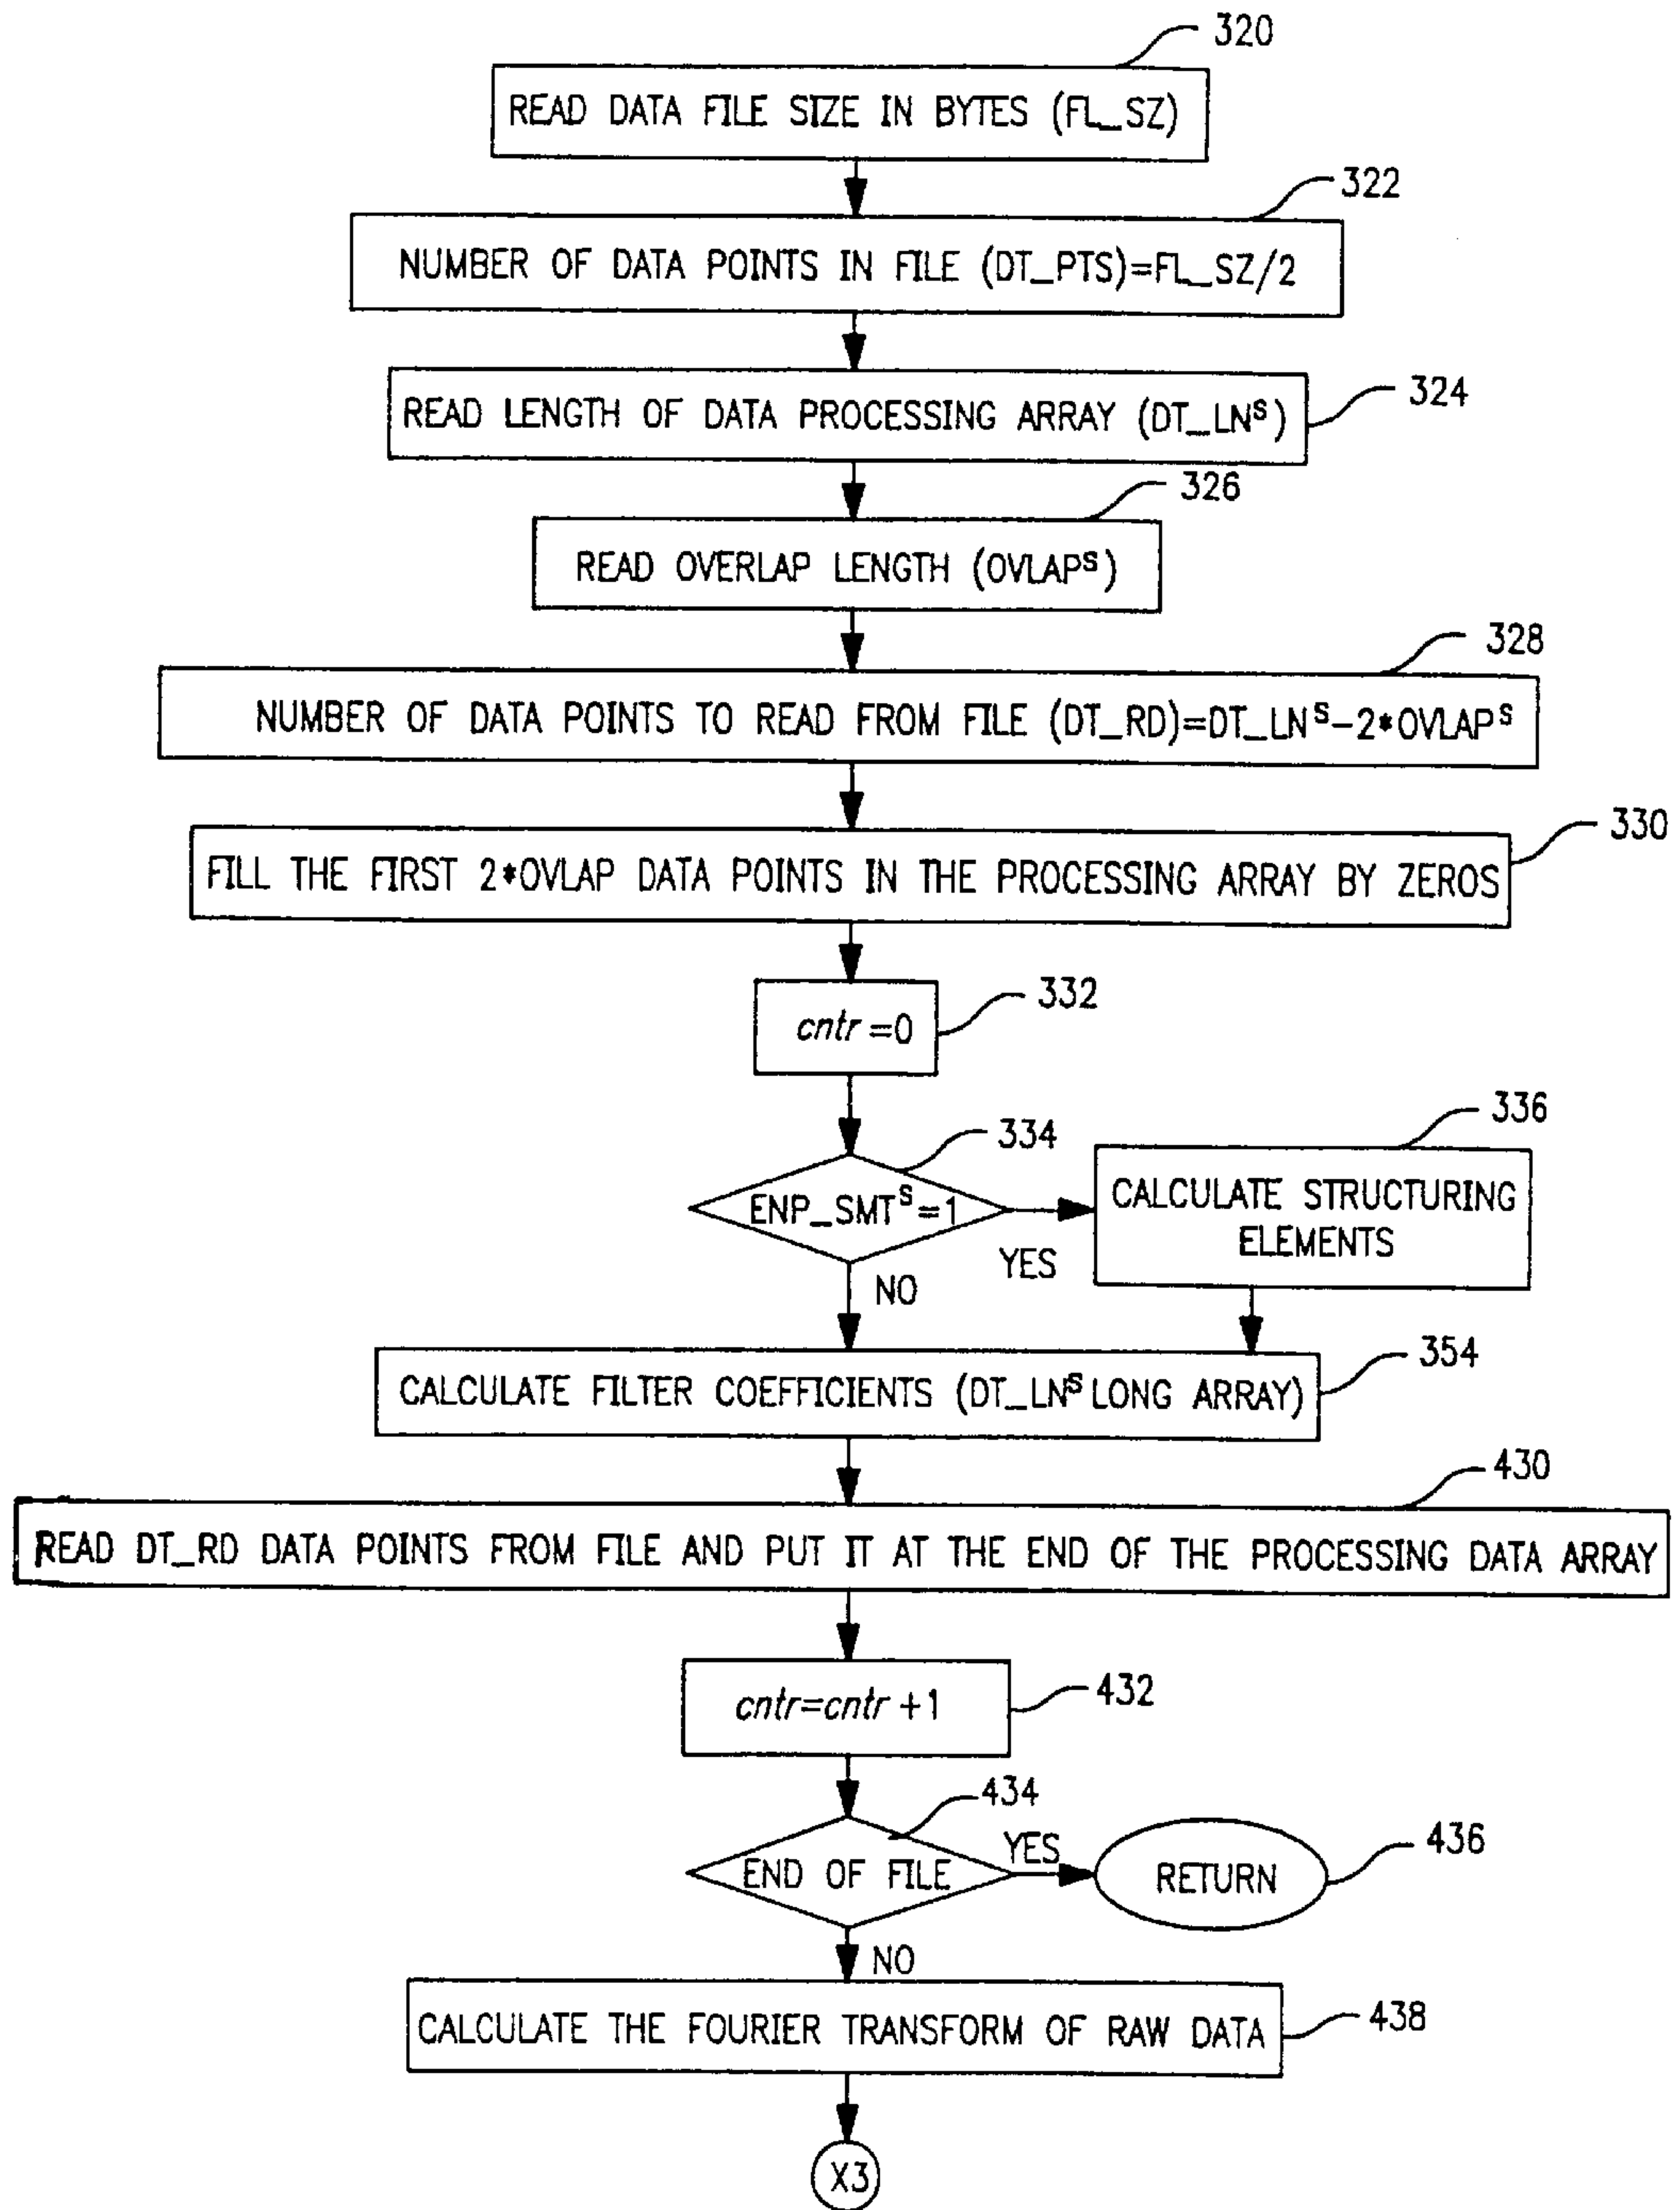 320
READ DATA FILE SIZE IN BYTES (FL_SZ)
322
NUMBER OF DATA POINTS IN FILE (DT_PTS)=FL_SZ/2
324
READ LENGTH OF DATA PROCESSING ARRAY (DT_LNˢ)
326
READ OVERLAP LENGTH (OVLAPˢ)
328
NUMBER OF DATA POINTS TO READ FROM FILE (DT_RD)=DT_LNˢ-2*OVLAPˢ
330
FILL THE FIRST 2*OVLAP DATA POINTS IN THE PROCESSING ARRAY BY ZEROS
332
cntr=0
334
ENP_SMTˢ=1
YES
NO
336
CALCULATE STRUCTURING
ELEMENTS
354
CALCULATE FILTER COEFFICIENTS (DT_LNˢ LONG ARRAY)
430
READ DT_RD DATA POINTS FROM FILE AND PUT IT AT THE END OF THE PROCESSING DATA ARRAY
432
cntr=cntr+1
434
END OF FILE
YES
436
RETURN
NO
438
CALCULATE THE FOURIER TRANSFORM OF RAW DATA
X3